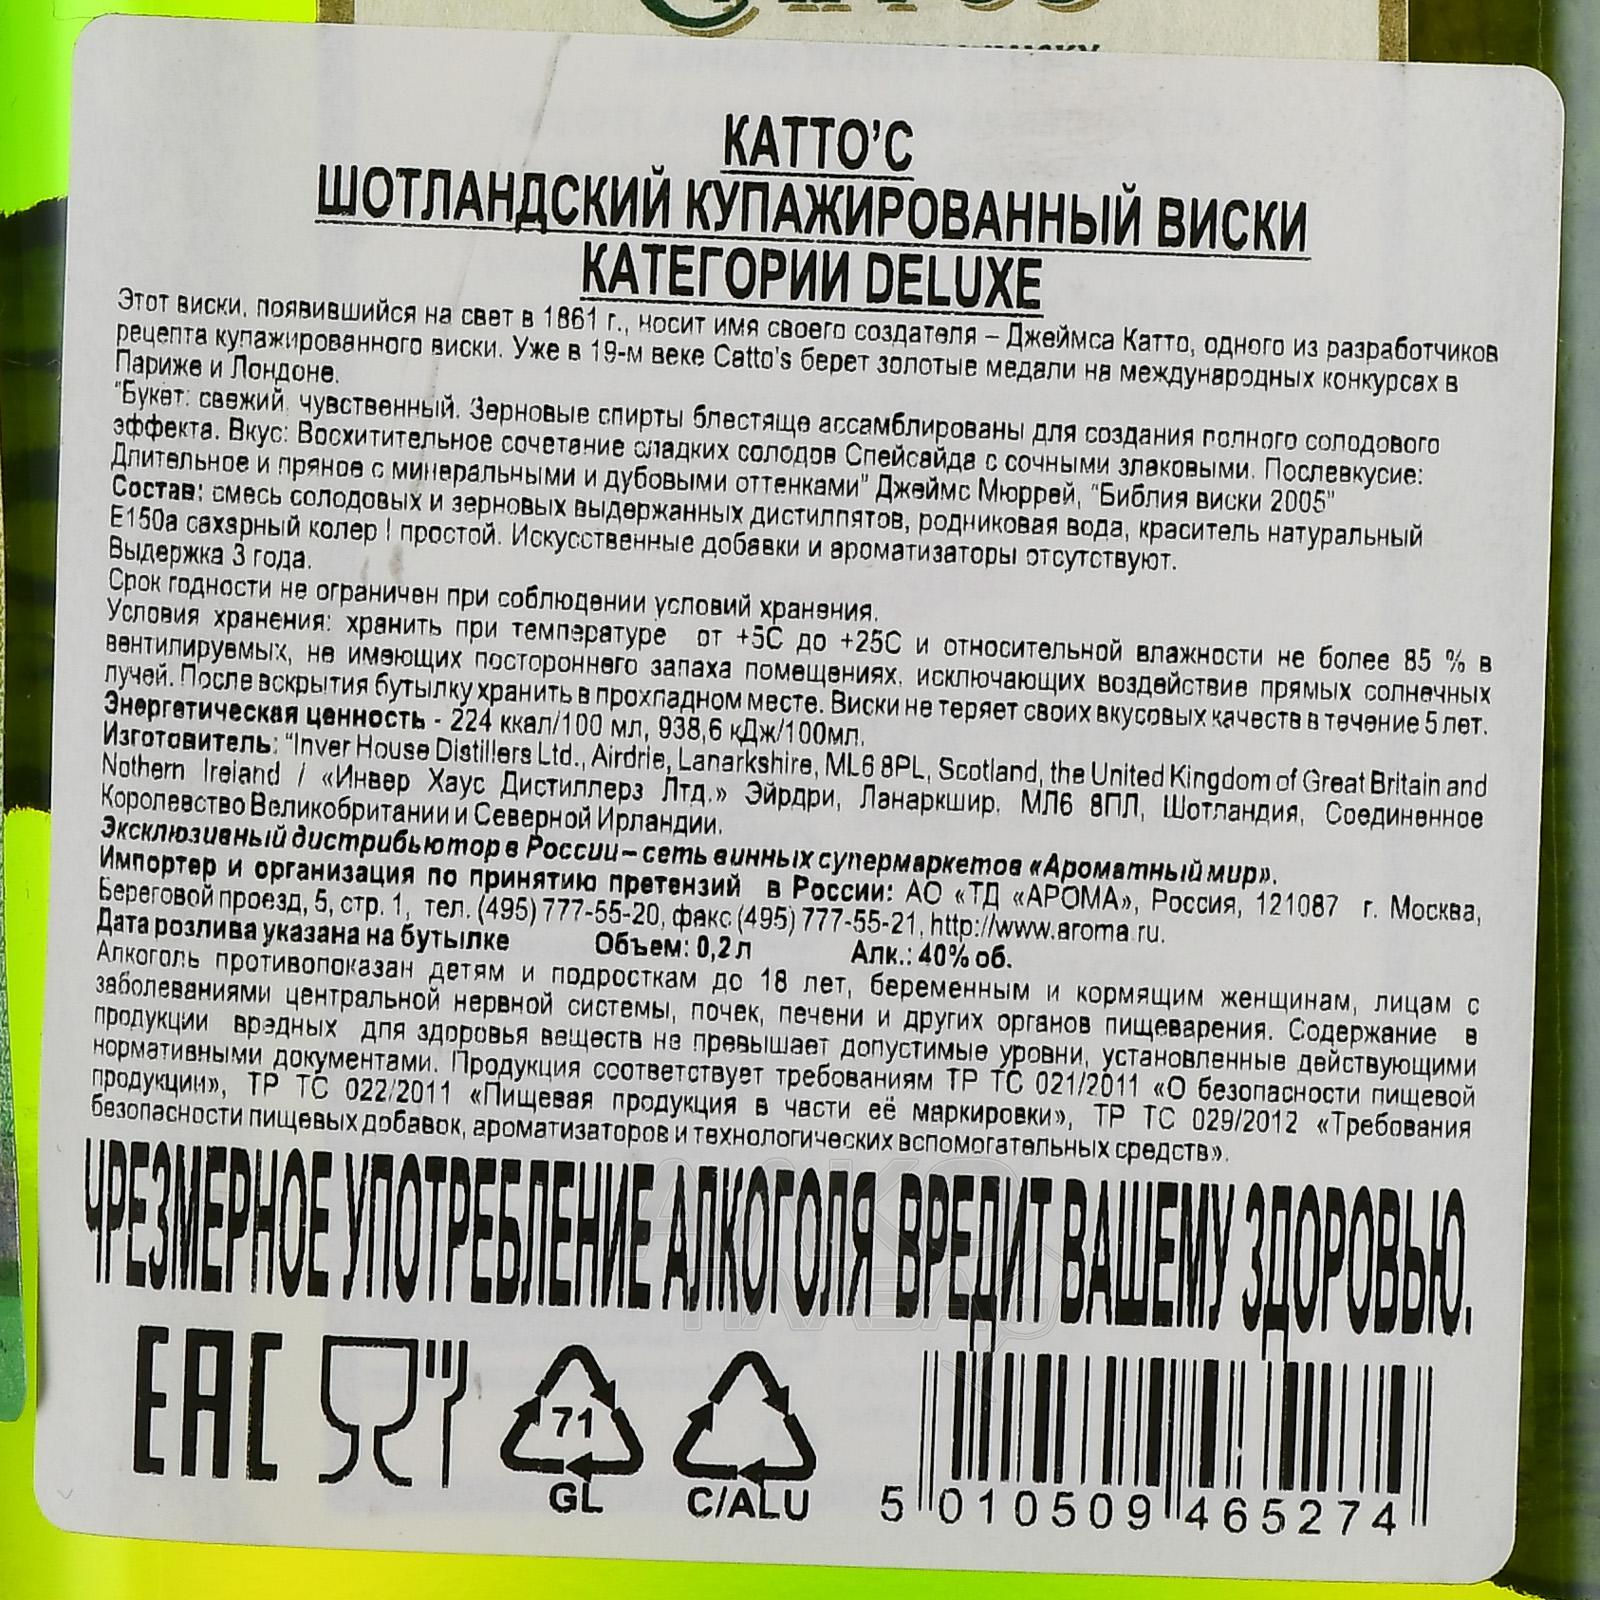 КАТТО’С
ШОТЛАНДСКИЙ КУПАЖИРОВАННЫЙ ВИСКИ
КАТЕГОРИИ DELUXE
Этот виски, появившийся на свет в 1861 г., носит имя своего создателя – Джеймса Катто, одного из разработчиков
рецепта купажированного виски. Уже в 19-м веке Catto's берет золотые медали на международных конкурсах в
Париже и Лондоне.
"Букет: свежий, чувственный. Зерновые спирты блестяще ассамблированы для создания полного солодового
эффекта. Вкус: Восхитительное сочетание сладких солодов Спейсайда с сочными злаковыми. Послевкусие:
Длительное и пряное с минеральными и дубовыми оттенками" Джеймс Мюррей, "Библия виски 2005"
Состав: смесь солодовых и зерновых выдержанных дистиллятов, родниковая вода, краситель натуральный
Е150а сахарный колер I простой. Искусственные добавки и ароматизаторы отсутствуют.
Выдержка 3 года.
Срок годности не ограничен при соблюдении условий хранения.
Условия хранения: хранить при температуре от +5С до +25С и относительной влажности не более 85 % в
вентилируемых, не имеющих постороннего запаха помещениях, исключающих воздействие прямых солнечных
лучей. После вскрытия бутылку хранить в прохладном месте. Виски не теряет своих вкусовых качеств в течение 5 лет.
Энергетическая ценность - 224 ккал/100 мл, 938,6 кДж/100мл.
Изготовитель: "Inver House Distillers Ltd., Airdrie, Lanarkshire, ML6 8PL, Scotland, the United Kingdom of Great Britain and
Nothern Ireland / «Инвер Хаус Дистиллерз Лтд.» Эйрдри, Ланаркшир, МЛ6 8ПЛ, Шотландия, Соединенное
Королевство Великобритании и Северной Ирландии.
Эксклюзивный дистрибьютор в России – сеть винных супермаркетов «Ароматный мир».
Импортер и организация по принятию претензий в России: АО «ТД «АРОМА», Россия, 121087 г. Москва,
Береговой проезд, 5, стр. 1, тел. (495) 777-55-20, факс (495) 777-55-21, http://www.aroma.ru.
Дата розлива указана на бутылке Объем: 0,2 л Алк.: 40% об.
Алкоголь противопоказан детям и подросткам до 18 лет, беременным и кормящим женщинам, лицам с
заболеваниями центральной нервной системы, почек, печени и других органов пищеварения. Содержание в
продукции вредных для здоровья веществ не превышает допустимые уровни, установленные действующими
нормативными документами. Продукция соответствует требованиям ТР ТС 021/2011 «О безопасности пищевой
продукции», ТР ТС 022/2011 «Пищевая продукция в части её маркировки», ТР ТС 029/2012 «Требования
безопасности пищевых добавок, ароматизаторов и технологических вспомогательных средств».
ЧРЕЗМЕРНОЕ УПОТРЕБЛЕНИЕ АЛКОГОЛЯ ВРЕДИТ ВАШЕМУ ЗДОРОВЬЮ.
EAC
71
GL
C/ALU
5 010509 465274